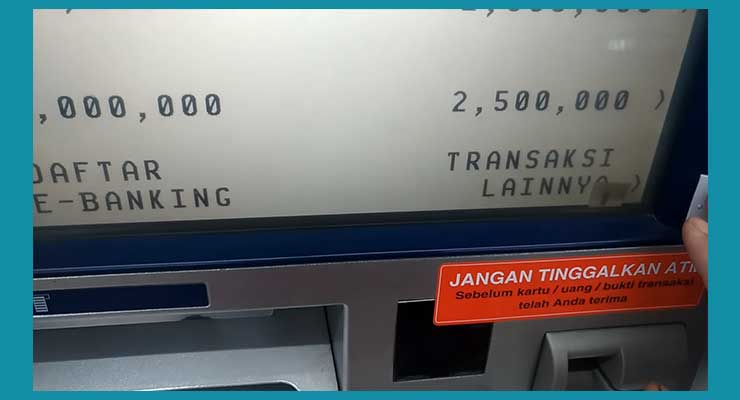 ,000,000
2,500,000 〉
DAFTAR
E-BANKING
TRANSAKSI
LAINNYA 〉
JANGAN TINGGALKAN ATM
Sebelum kartu / uang / bukti transaksi
telah Anda terima